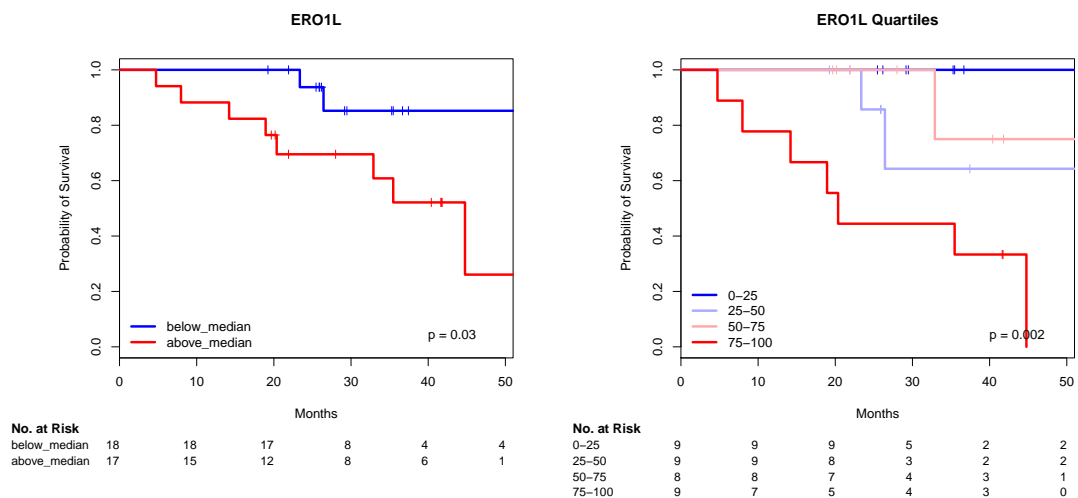 ERO1L
Probability of Survival
1.0
0.8
0.6
0.4
0.2
0.0
below_median
above_median
p = 0.03
0 10 20 30 40 50
Months
No. at Risk
below_median 18 18 17 8 4 4
above_median 17 15 12 8 6 1
ERO1L Quartiles
Probability of Survival
1.0
0.8
0.6
0.4
0.2
0.0
0−25
25−50
50−75
75−100
p = 0.002
0 10 20 30 40 50
Months
No. at Risk
0−25 9 9 9 5 2 2
25−50 9 9 8 3 2 2
50−75 8 8 7 4 3 1
75−100 9 7 5 4 3 0